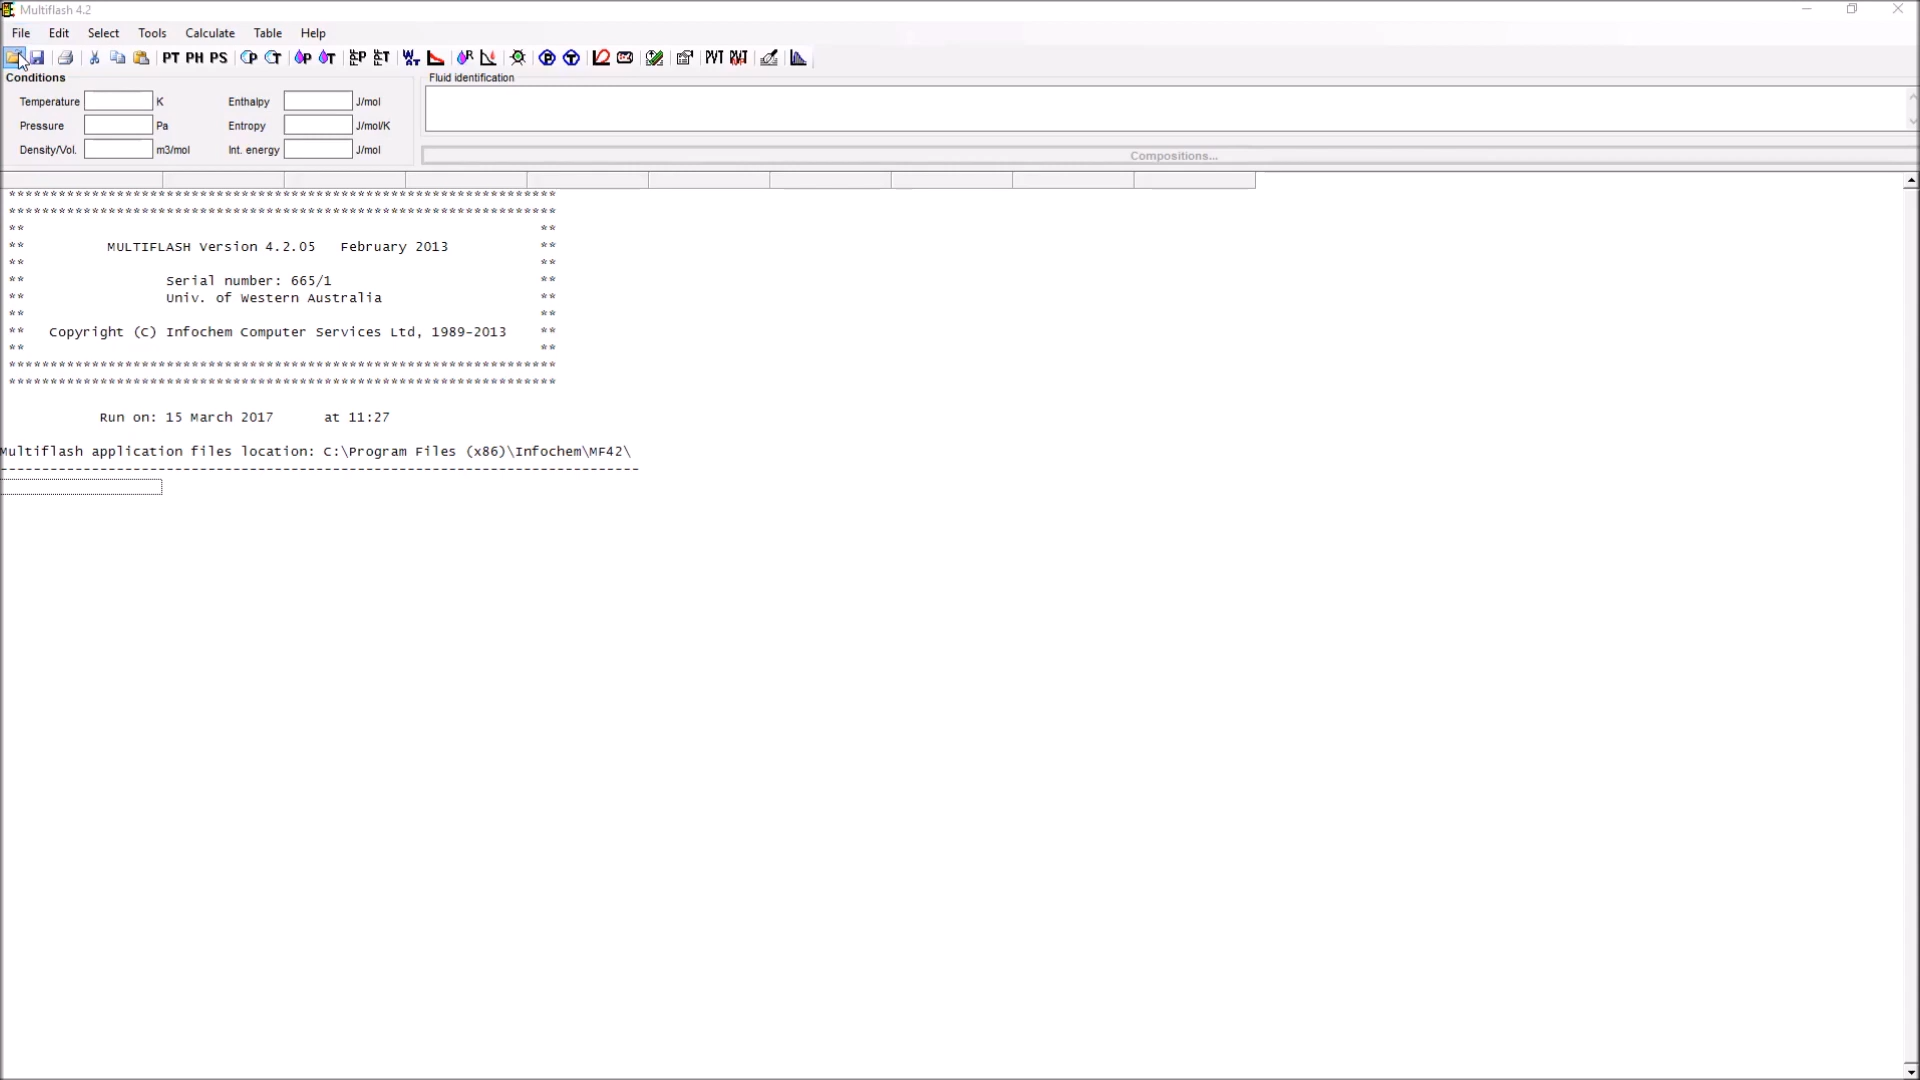 Multiflash 4.2
File Edit Select Tools Calculate Table Help
PT PH PS P T P T P T PVT
Conditions
Fluid identification
Temperature K Enthalpy J/mol
Pressure Pa Entropy J/mol/K
Density/Vol. m3/mol Int. energy J/mol
Compositions...
*******************************************************************
*******************************************************************
** **
** MULTIFLASH Version 4.2.05 February 2013 **
** **
** Serial number: 665/1 **
** Univ. of Western Australia **
** **
** Copyright (C) Infochem Computer Services Ltd, 1989-2013 **
** **
*******************************************************************
*******************************************************************
Run on: 15 March 2017 at 11:27
Multiflash application files location: C:\Program Files (x86)\Infochem\MF42\
-----------------------------------------------------------------------------